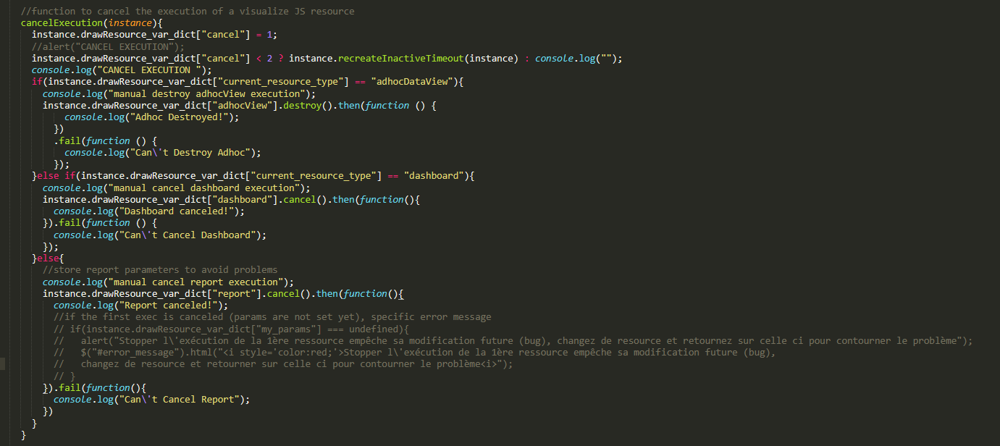 //function to cancel the execution of a visualize JS resource
cancelExecution(instance){
instance.drawResource_var_dict["cancel"] = 1;
//alert("CANCEL EXECUTION");
instance.drawResource_var_dict["cancel"] < 2 ? instance.recreateInactiveTimeout(instance) : console.log("");
console.log("CANCEL EXECUTION ");
if(instance.drawResource_var_dict["current_resource_type"] == "adhocDataView"){
console.log("manual destroy adhocView execution");
instance.drawResource_var_dict["adhocView"].destroy().then(function () {
console.log("Adhoc Destroyed!");
})
.fail(function () {
console.log("Can\'t Destroy Adhoc");
});
}else if(instance.drawResource_var_dict["current_resource_type"] == "dashboard"){
console.log("manual cancel dashboard execution");
instance.drawResource_var_dict["dashboard"].cancel().then(function(){
console.log("Dashboard canceled!");
}).fail(function () {
console.log("Can\'t Cancel Dashboard");
});
}else{
//store report parameters to avoid problems
console.log("manual cancel report execution");
instance.drawResource_var_dict["report"].cancel().then(function(){
console.log("Report canceled!");
//if the first exec is canceled (params are not set yet), specific error message
// if(instance.drawResource_var_dict["my_params"] === undefined){
//   alert("Stopper l\'exécution de la 1ère ressource empêche sa modification future (bug), changez de resource et retournez sur celle ci pour contourner le problème");
//   $("#error_message").html("<i style='color:red;'>Stopper l\'exécution de la 1ère ressource empêche sa modification future (bug),
//   changez de resource et retourner sur celle ci pour contourner le problème<i>");
// }
}).fail(function(){
console.log("Can\'t Cancel Report");
})
}
}